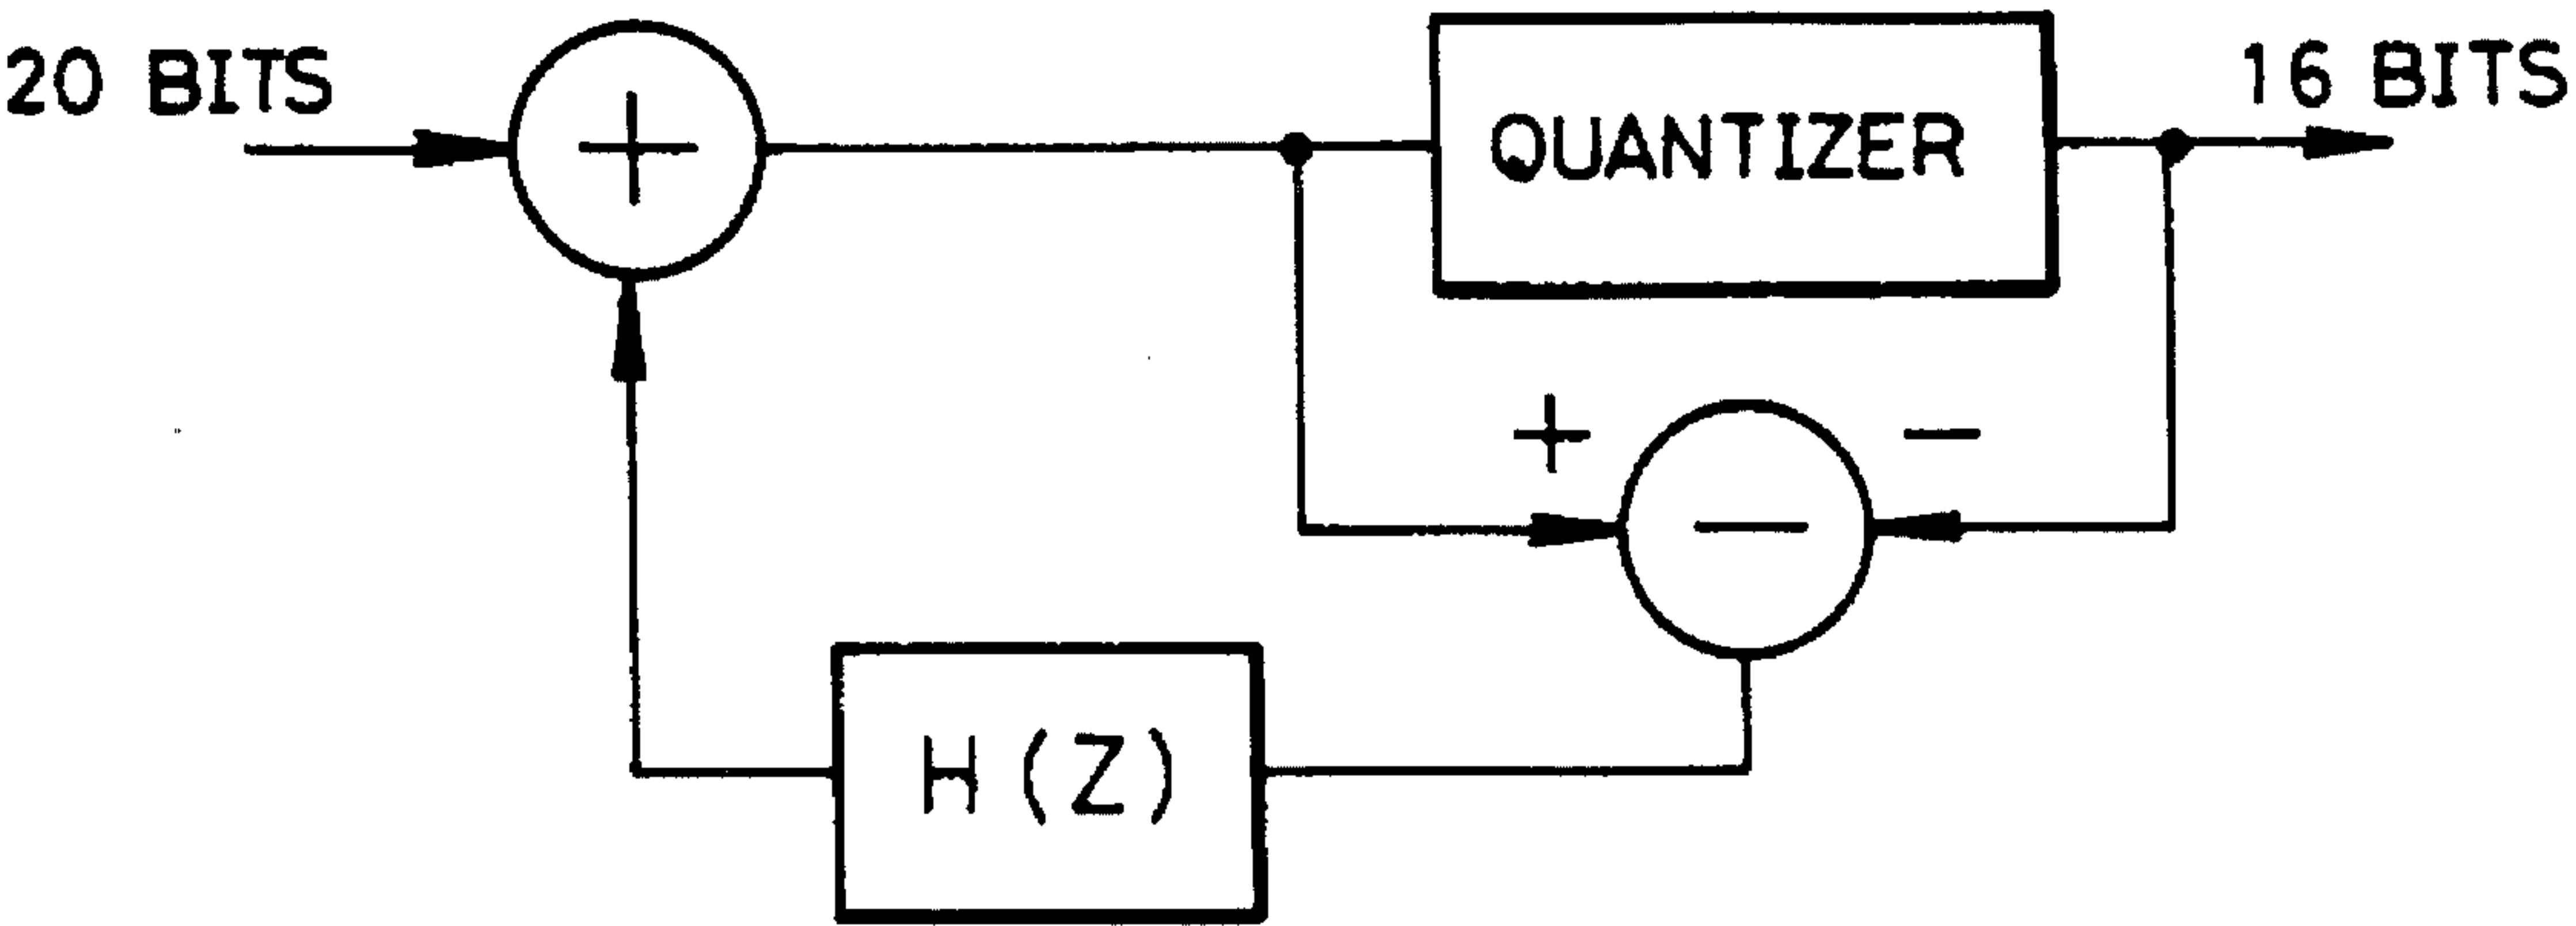 20 BITS
+
QUANTIZER
16 BITS
+
−
−
H(Z)